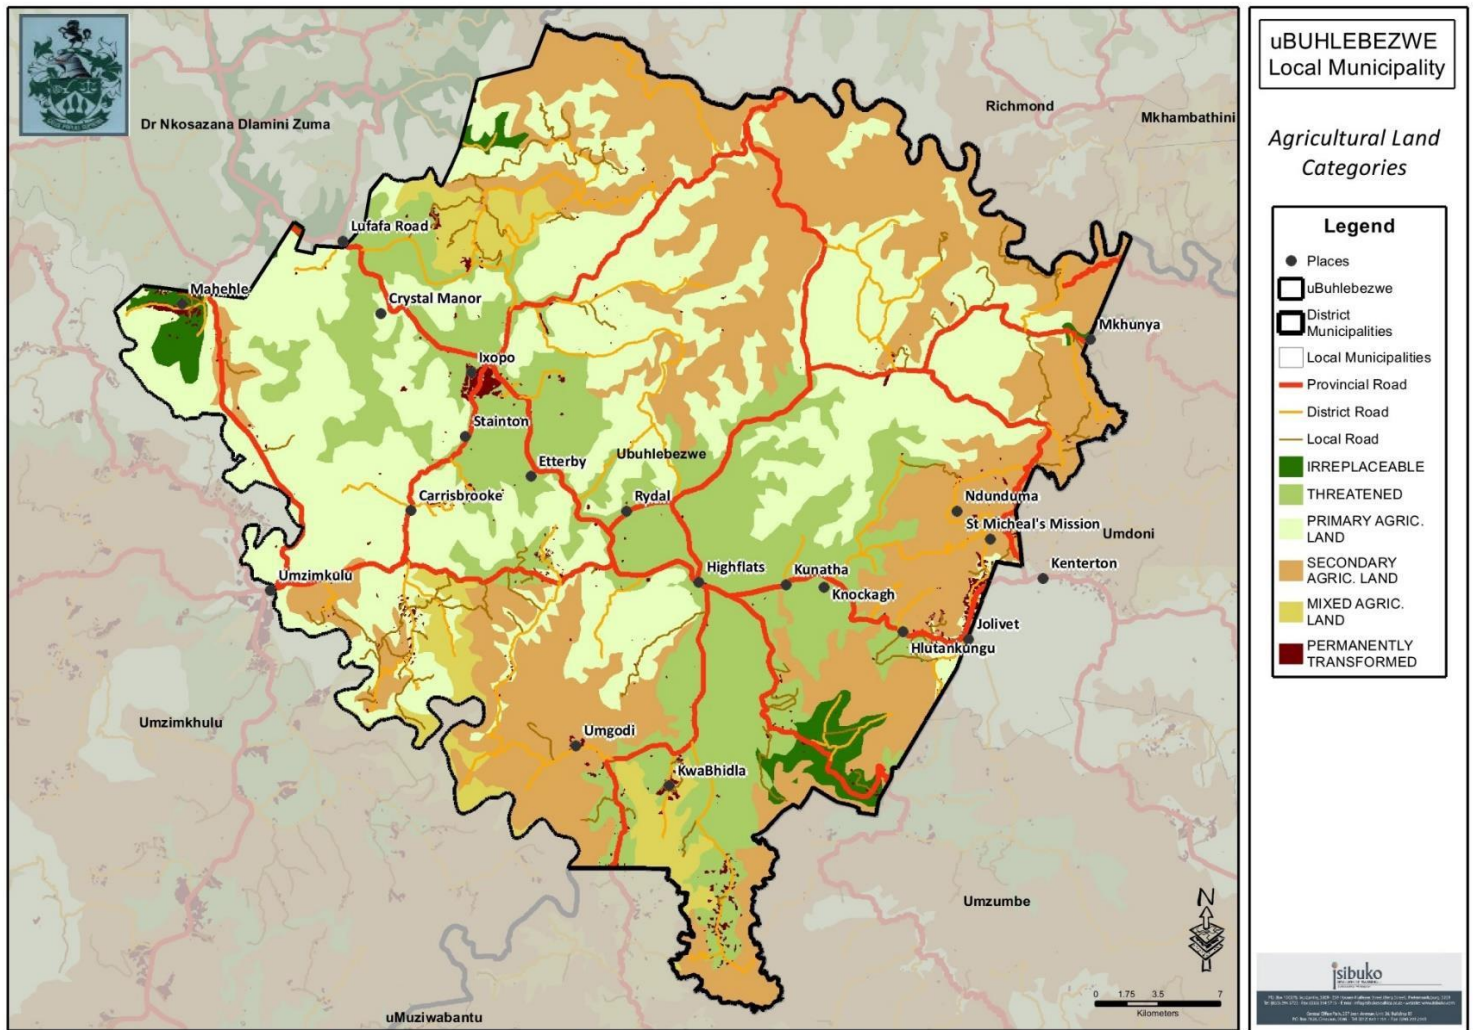 uBUHLEBEZWE
Local Municipality
Agricultural Land
Categories
Legend
Places
uBuhlebezwe
District
Municipalities
Local Municipalities
Provincial Road
District Road
Local Road
IRREPLACEABLE
THREATENED
PRIMARY AGRIC.
LAND
SECONDARY
AGRIC. LAND
MIXED AGRIC.
LAND
PERMANENTLY
TRANSFORMED
Richmond
Mkhambathini
Dr Nkosazana Dlamini Zuma
Lufafa Road
Mahehle
Crystal Manor
Mkhunya
Ixopo
Stainton
Ubuhlebezwe
Etterby
Carrisbrooke
Rydal
Ndunduma
St Micheal's Mission
Umdoni
Umzimkulu
Highflats
Kunatha
Kenterton
Knockagh
Jolivet
Hlutankungu
Umzimkhulu
Umgodi
KwaBhidla
Umzumbe
uMuziwabantu
N
0 1.75 3.5 7
Kilometers
isibuko